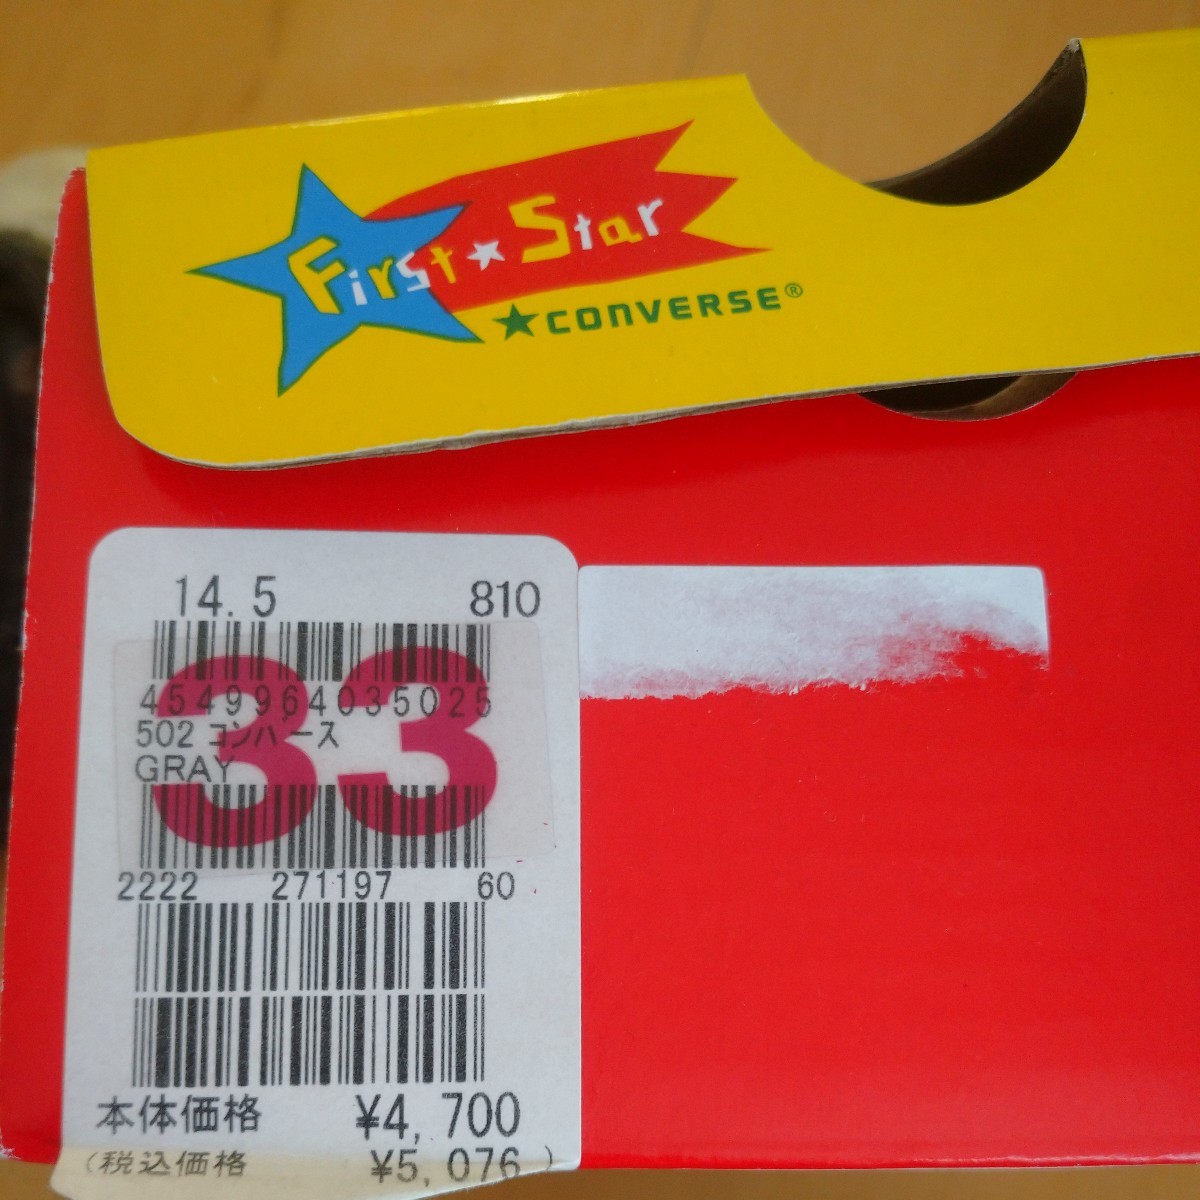 First★Star
★CONVERSE®
14.5 810
33
4549964035025
502 コンバース
GRAY
2222 271197 60
本体価格 ¥4,700
(税込価格 ¥5,076)